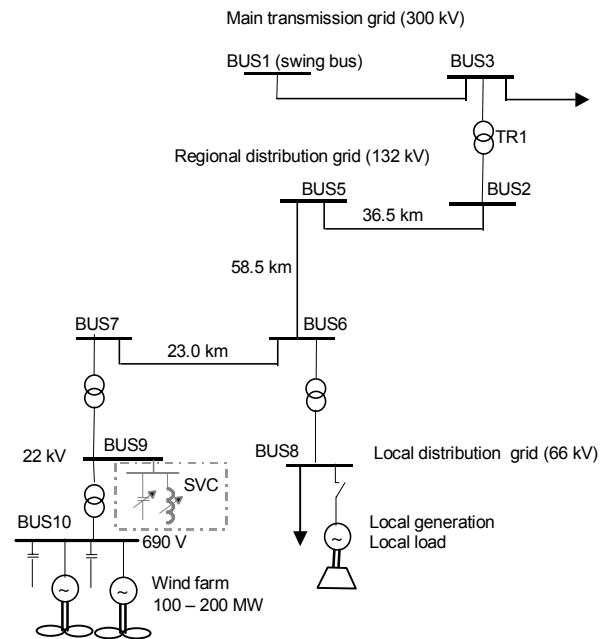 Main transmission grid (300 kV)
BUS1 (swing bus)
BUS3
TR1
Regional distribution grid (132 kV)
BUS5
BUS2
36.5 km
58.5 km
BUS7
BUS6
23.0 km
BUS9
22 kV
BUS8
Local distribution grid (66 kV)
SVC
BUS10
690 V
Local generation
Local load
~
Wind farm
100 – 200 MW
~
~